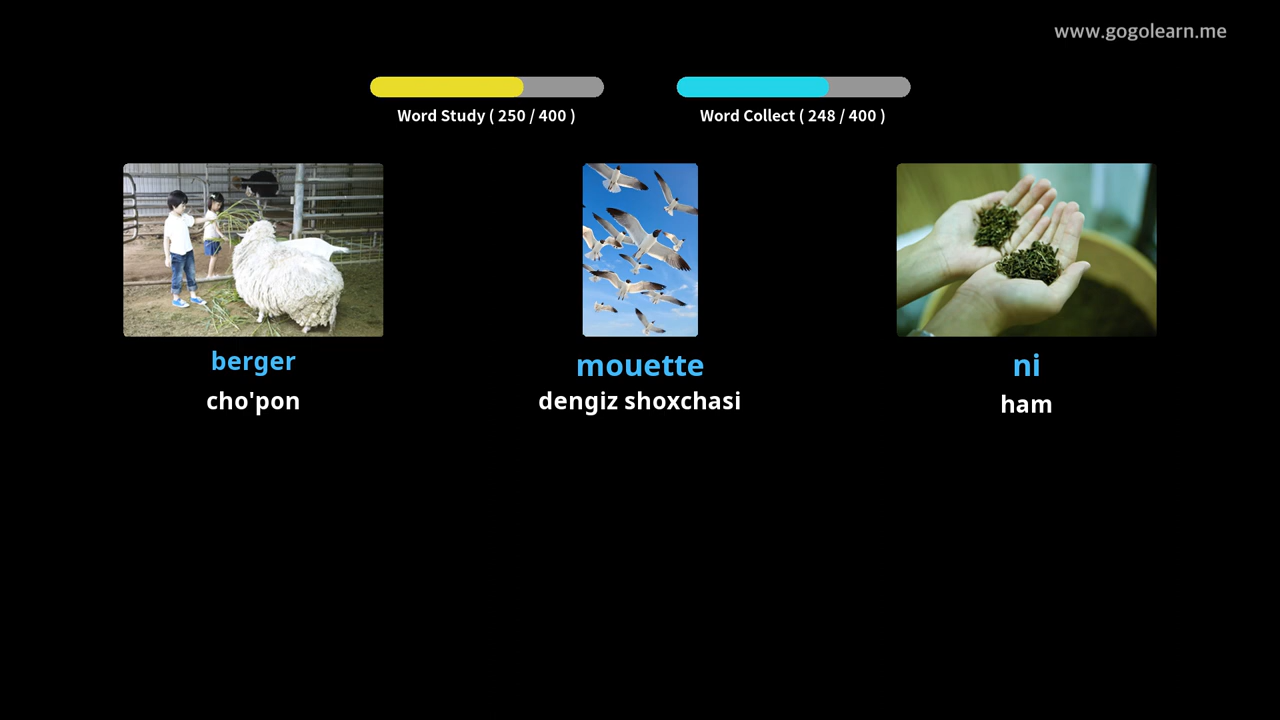 www.gogolearn.me
Word Study ( 250 / 400 )
Word Collect ( 248 / 400 )
berger
mouette
ni
cho'pon
dengiz shoxchasi
ham